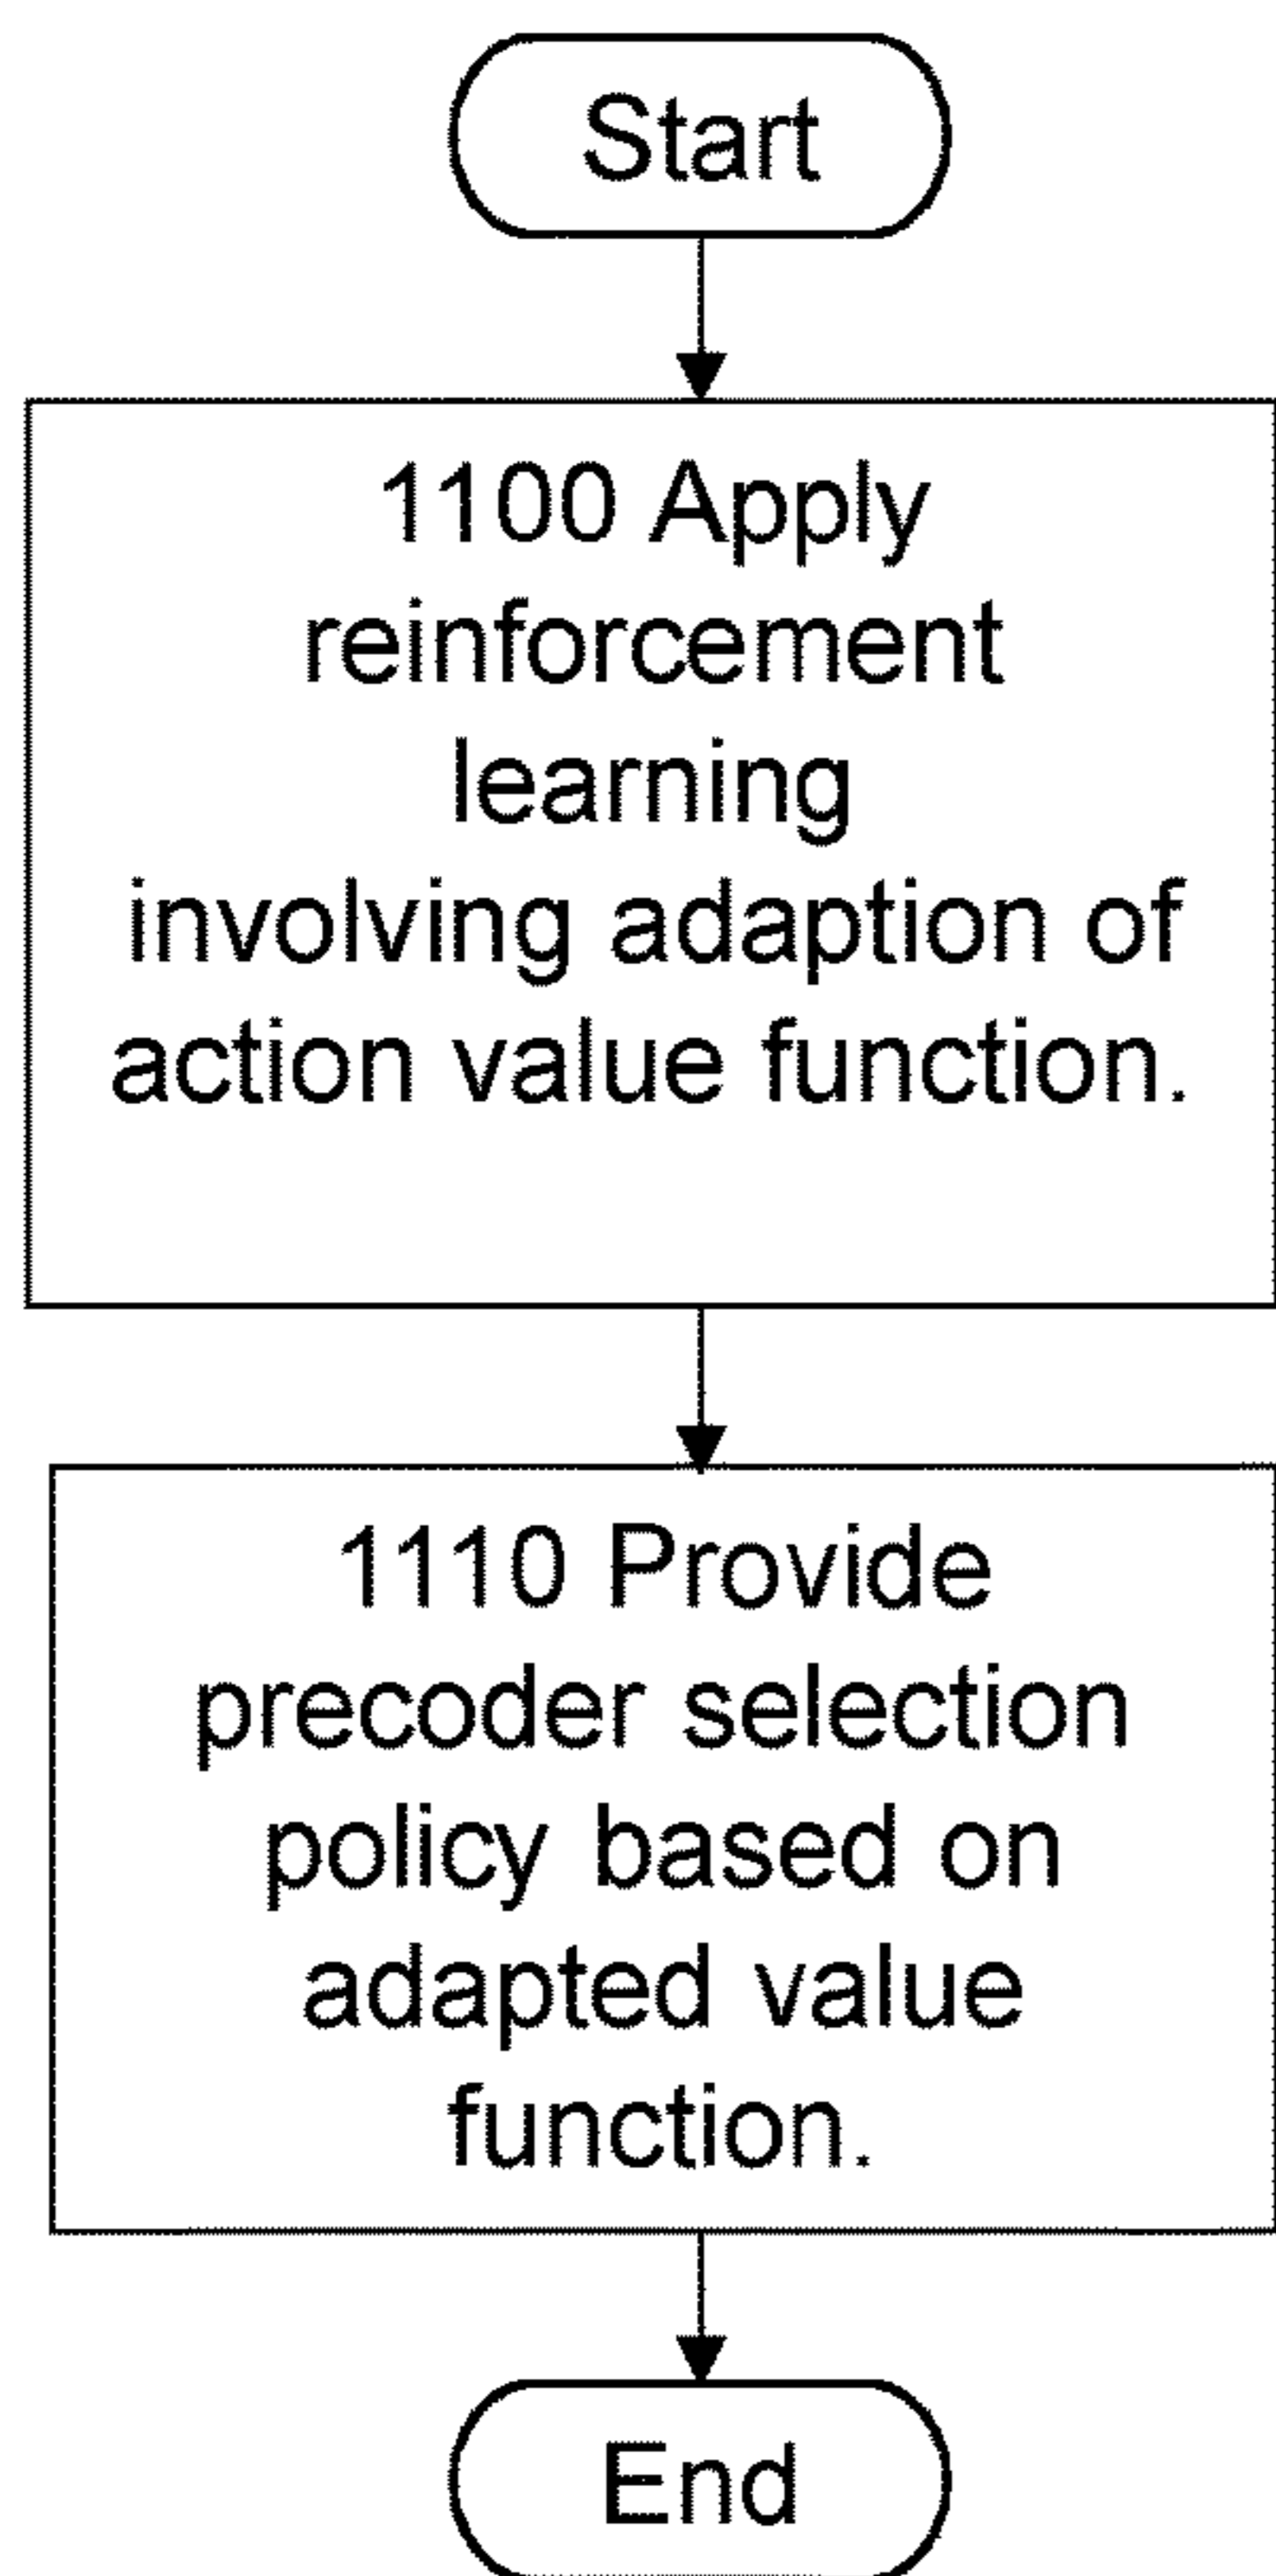 Start
1100 Apply
reinforcement
learning
involving adaption of
action value function.
1110 Provide
precoder selection
policy based on
adapted value
function.
End